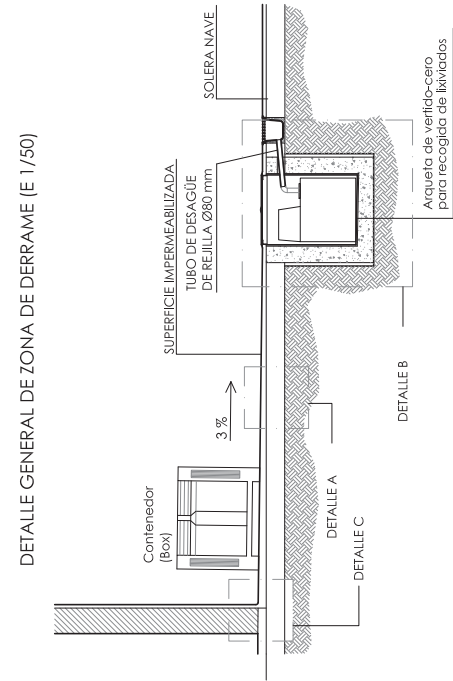 DETALLE GENERAL DE ZONA DE DERRAME (E 1/50)
Contenedor
(Box)
3 %
SUPERFICIE IMPERMEABILIZADA
TUBO DE DESAGÜE
DE REJILLA Ø80 mm
SOLERA NAVE
DETALLE C
DETALLE A
DETALLE B
Arqueta de vertido-cero
para recogida de lixiviados